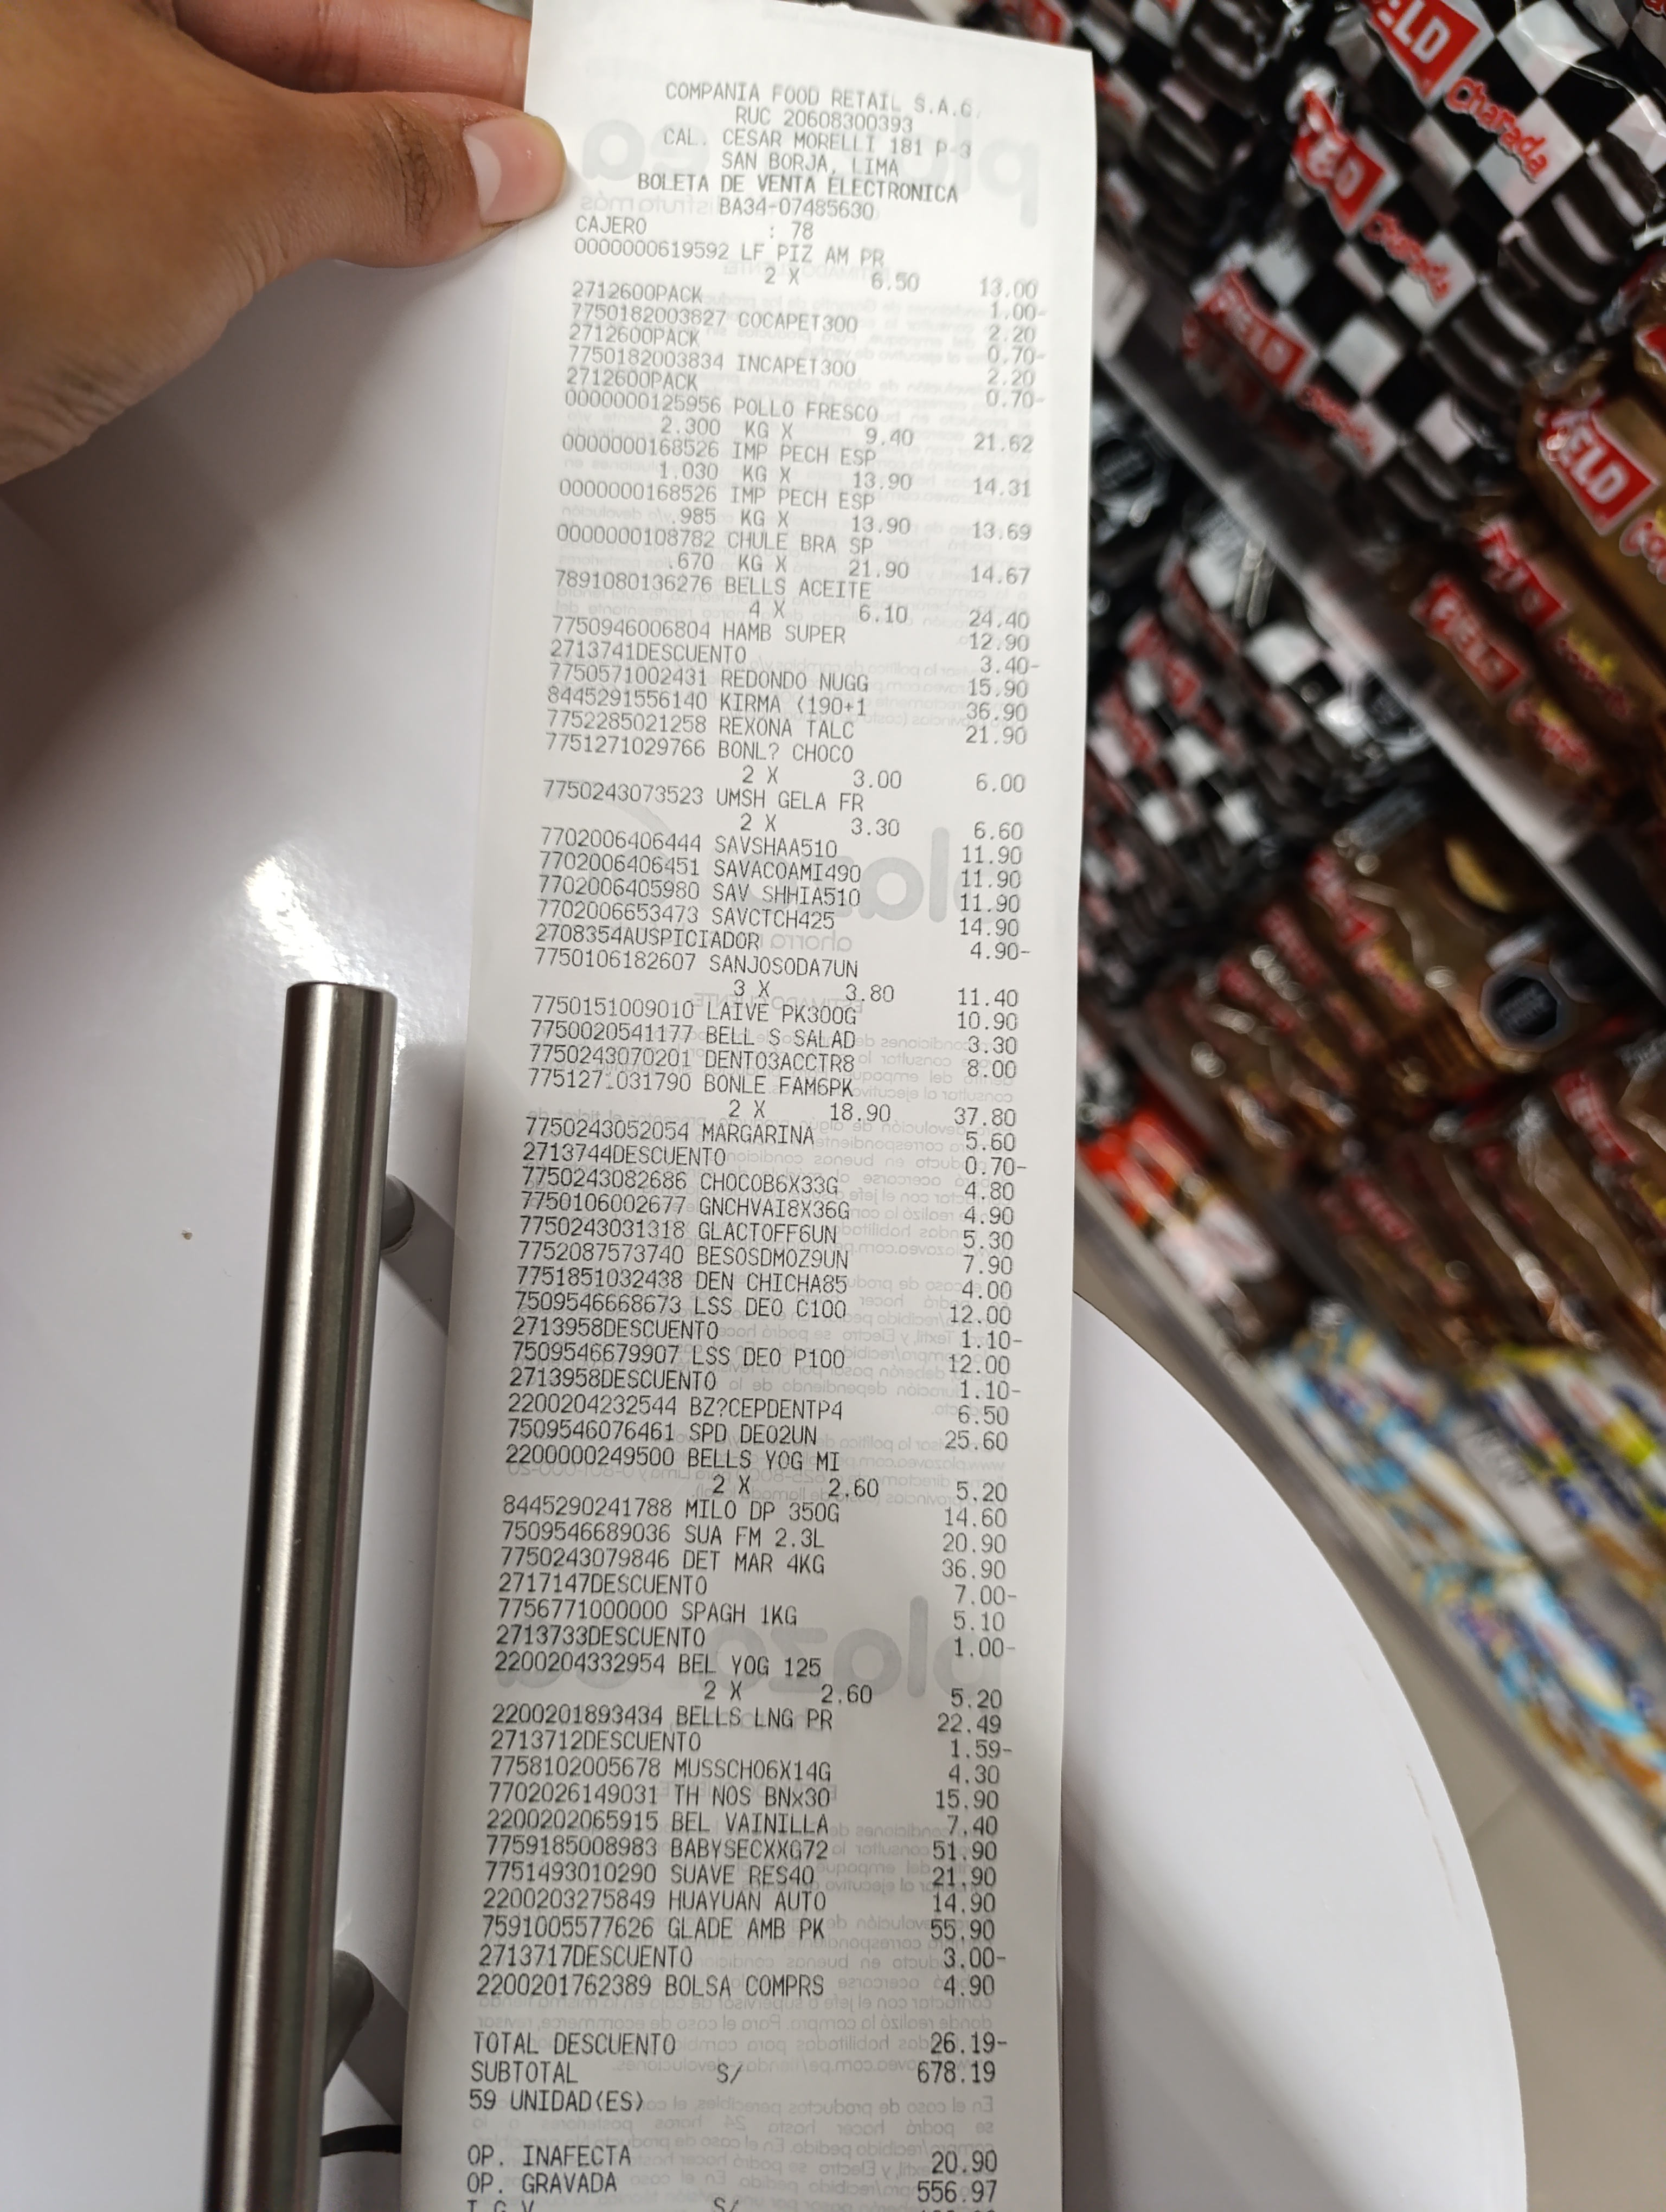 COMPANIA FOOD RETAIL S.A.C.
RUC 20608300393
CAL. CESAR MORELLI 181 P-3
SAN BORJA, LIMA
BOLETA DE VENTA ELECTRONICA
BA34-07485630
CAJERO : 78
0000000619592 LF PIZ AM PR
2 X 6.50 13.00
2712600PACK 1.00-
7750182003827 COCAPET300 2.20
2712600PACK 0.70-
7750182003834 INCAPET300 2.20
2712600PACK 0.70-
0000000125956 POLLO FRESCO
2.300 KG X 9.40 21.62
0000000168526 IMP PECH ESP
1.030 KG X 13.90 14.31
0000000168526 IMP PECH ESP
.985 KG X 13.90 13.69
0000000108782 CHULE BRA SP
.670 KG X 21.90 14.67
7891080136276 BELLS ACEITE
4 X 6.10 24.40
7750946006804 HAMB SUPER 12.90
2713741DESCUENTO 3.40-
7750571002431 REDONDO NUGG 15.90
8445291556140 KIRMA (190+1 36.90
7752285021258 REXONA TALC 21.90
7751271029766 BONL? CHOCO
2 X 3.00 6.00
7750243073523 UMSH GELA FR
2 X 3.30 6.60
7702006406444 SAVSHAA510 11.90
7702006406451 SAVACOAMI490 11.90
7702006405980 SAV SHHIA510 11.90
7702006653473 SAVCTCH425 14.90
2708354AUSPICIADOR 4.90-
7750106182607 SANJOSODA7UN
3 X 3.80 11.40
7750151009010 LAIVE PK300G 10.90
7750020541177 BELL S SALAD 3.30
7750243070201 DENTO3ACCTR8 8.00
7751271031790 BONLE FAM6PK
2 X 18.90 37.80
7750243052054 MARGARINA 5.60
2713744DESCUENTO 0.70-
7750243082686 CHOCOB6X33G 4.80
7750106002677 GNCHVAI8X36G 4.90
7750243031318 GLACTOFF6UN 5.30
7752087573740 BESOSDMOZ9UN 7.90
7751851032438 DEN CHICHA85 4.00
7509546668673 LSS DEO C100 12.00
2713958DESCUENTO 1.10-
7509546679907 LSS DEO P100 12.00
2713958DESCUENTO 1.10-
2200204232544 BZ?CEPDENTP4 6.50
7509546076461 SPD DEO2UN 25.60
2200000249500 BELLS YOG MI
2 X 2.60 5.20
8445290241788 MILO DP 350G 14.60
7509546689036 SUA FM 2.3L 20.90
7750243079846 DET MAR 4KG 36.90
2717147DESCUENTO 7.00-
7756771000000 SPAGH 1KG 5.10
2713733DESCUENTO 1.00-
2200204332954 BEL YOG 125
2 X 2.60 5.20
2200201893434 BELLS LNG PR 22.49
2713712DESCUENTO 1.59-
7758102005678 MUSSCHO6X14G 4.30
7702026149031 TH NOS BNx30 15.90
2200202065915 BEL VAINILLA 7.40
7759185008983 BABYSECXXG72 51.90
7751493010290 SUAVE RES40 21.90
2200203275849 HUAYUAN AUTO 14.90
7591005577626 GLADE AMB PK 55.90
2713717DESCUENTO 3.00-
2200201762389 BOLSA COMPRS 4.90
TOTAL DESCUENTO 26.19-
SUBTOTAL S/ 678.19
59 UNIDAD(ES)
OP. INAFECTA 20.90
OP. GRAVADA 556.97
I.G.V. S/
FIELD
Charada
FIELD
Charada
FIELD
Charada
FIELD
FIELD